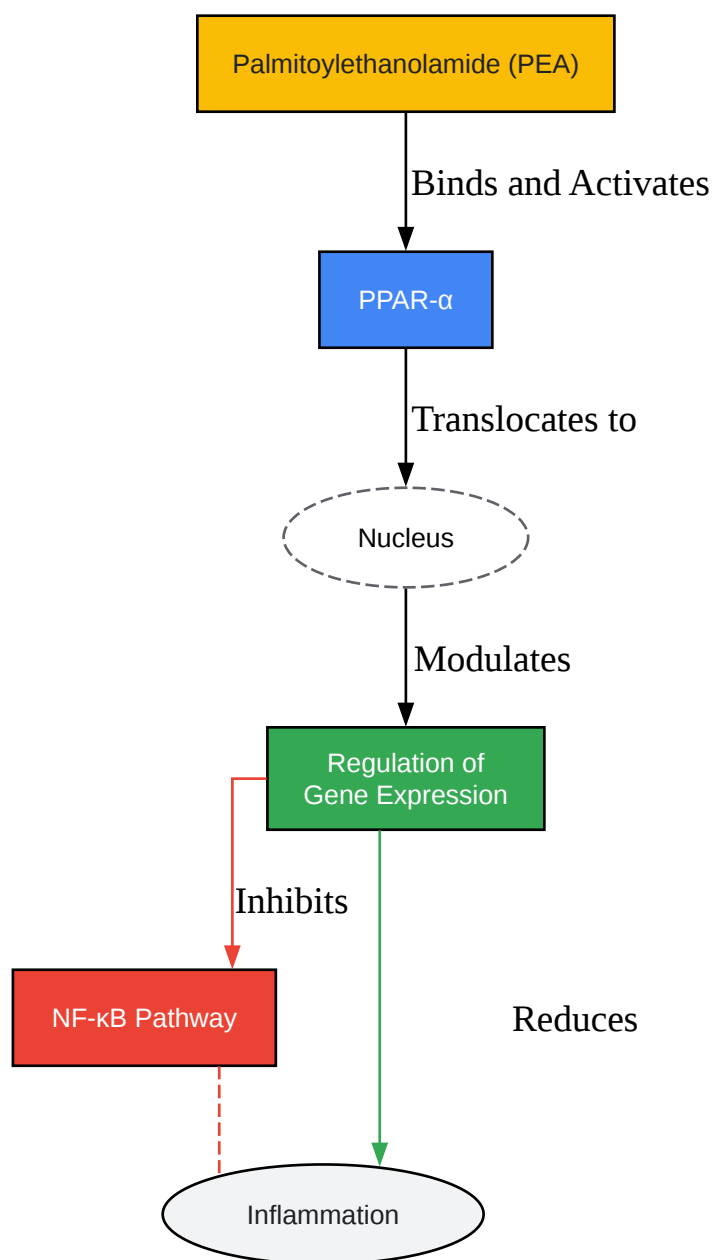 Palmitoylethanolamide (PEA)
Binds and Activates
PPAR-α
Translocates to
Nucleus
Modulates
Regulation of
Gene Expression
Inhibits
NF-κB Pathway
Reduces
Inflammation